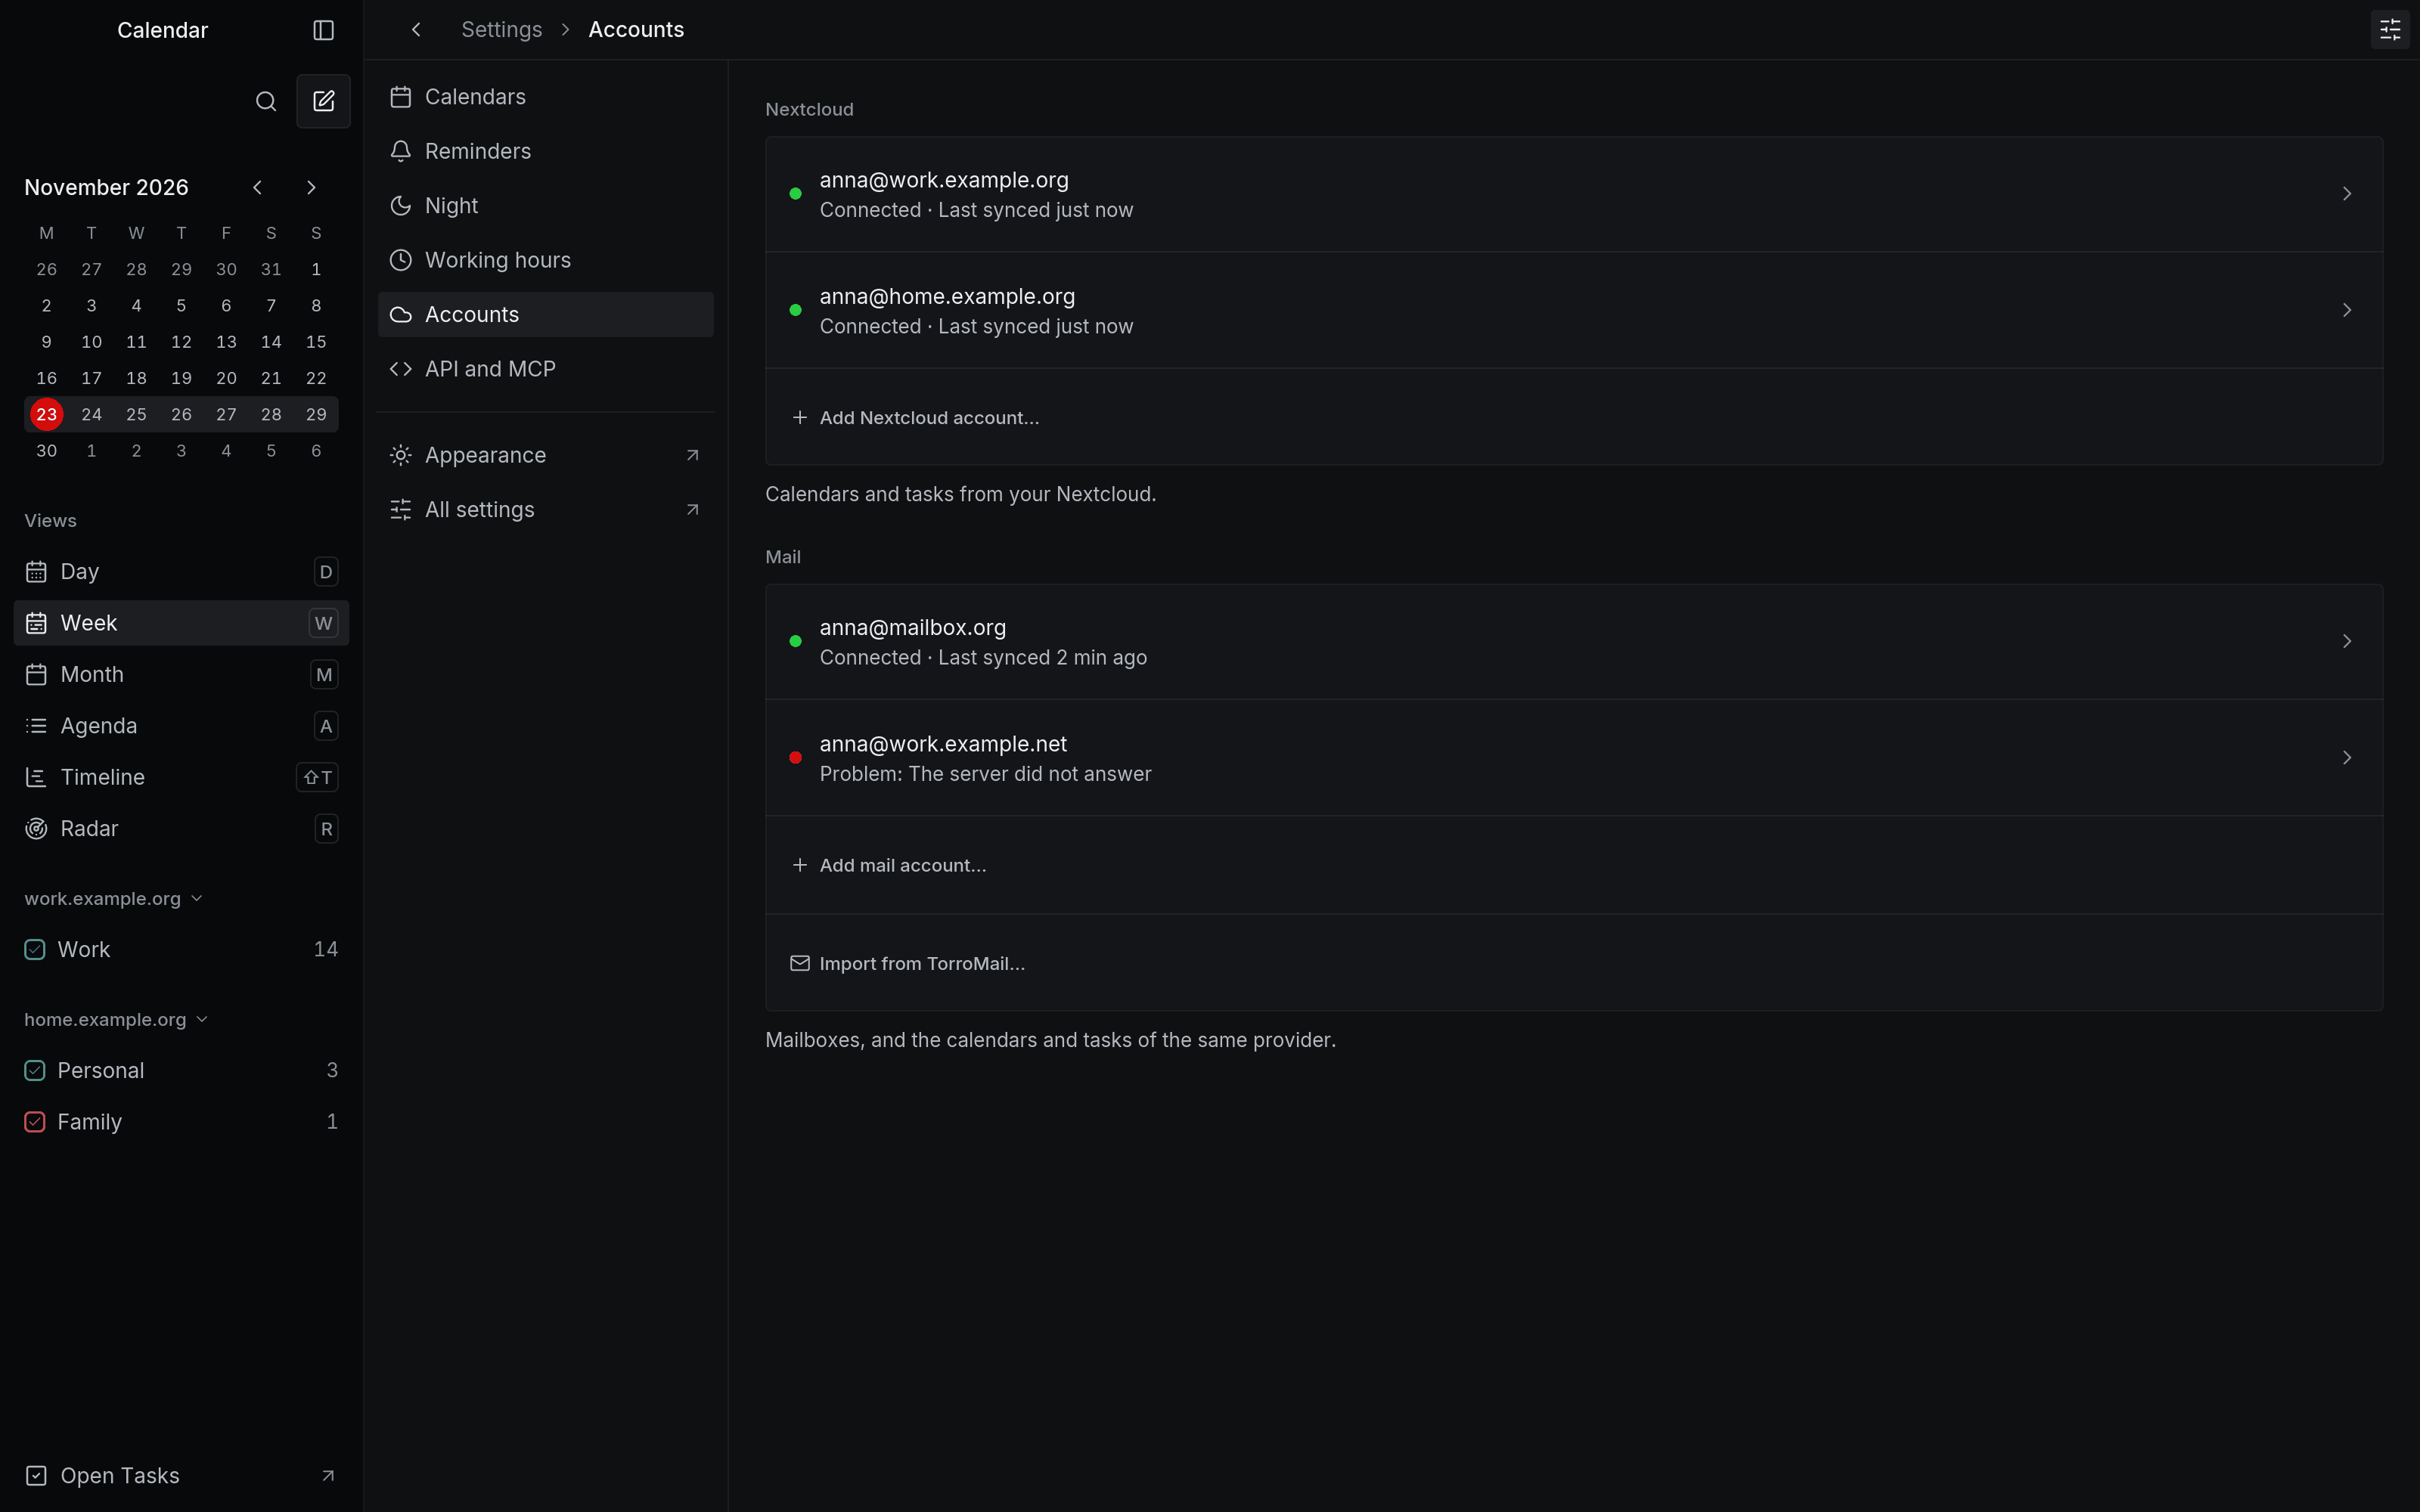 Calendar
November 2026
M T W T F S S
26 27 28 29 30 31 1
2 3 4 5 6 7 8
9 10 11 12 13 14 15
16 17 18 19 20 21 22
23 24 25 26 27 28 29
30 1 2 3 4 5 6
Views
Day D
Week W
Month M
Agenda A
Timeline ⇧T
Radar R
work.example.org
Work 14
home.example.org
Personal 3
Family 1
Open Tasks
Settings > Accounts
Calendars
Reminders
Night
Working hours
Accounts
API and MCP
Appearance
All settings
Nextcloud
anna@work.example.org
Connected · Last synced just now
anna@home.example.org
Connected · Last synced just now
Add Nextcloud account...
Calendars and tasks from your Nextcloud.
Mail
anna@mailbox.org
Connected · Last synced 2 min ago
anna@work.example.net
Problem: The server did not answer
Add mail account...
Import from TorroMail...
Mailboxes, and the calendars and tasks of the same provider.